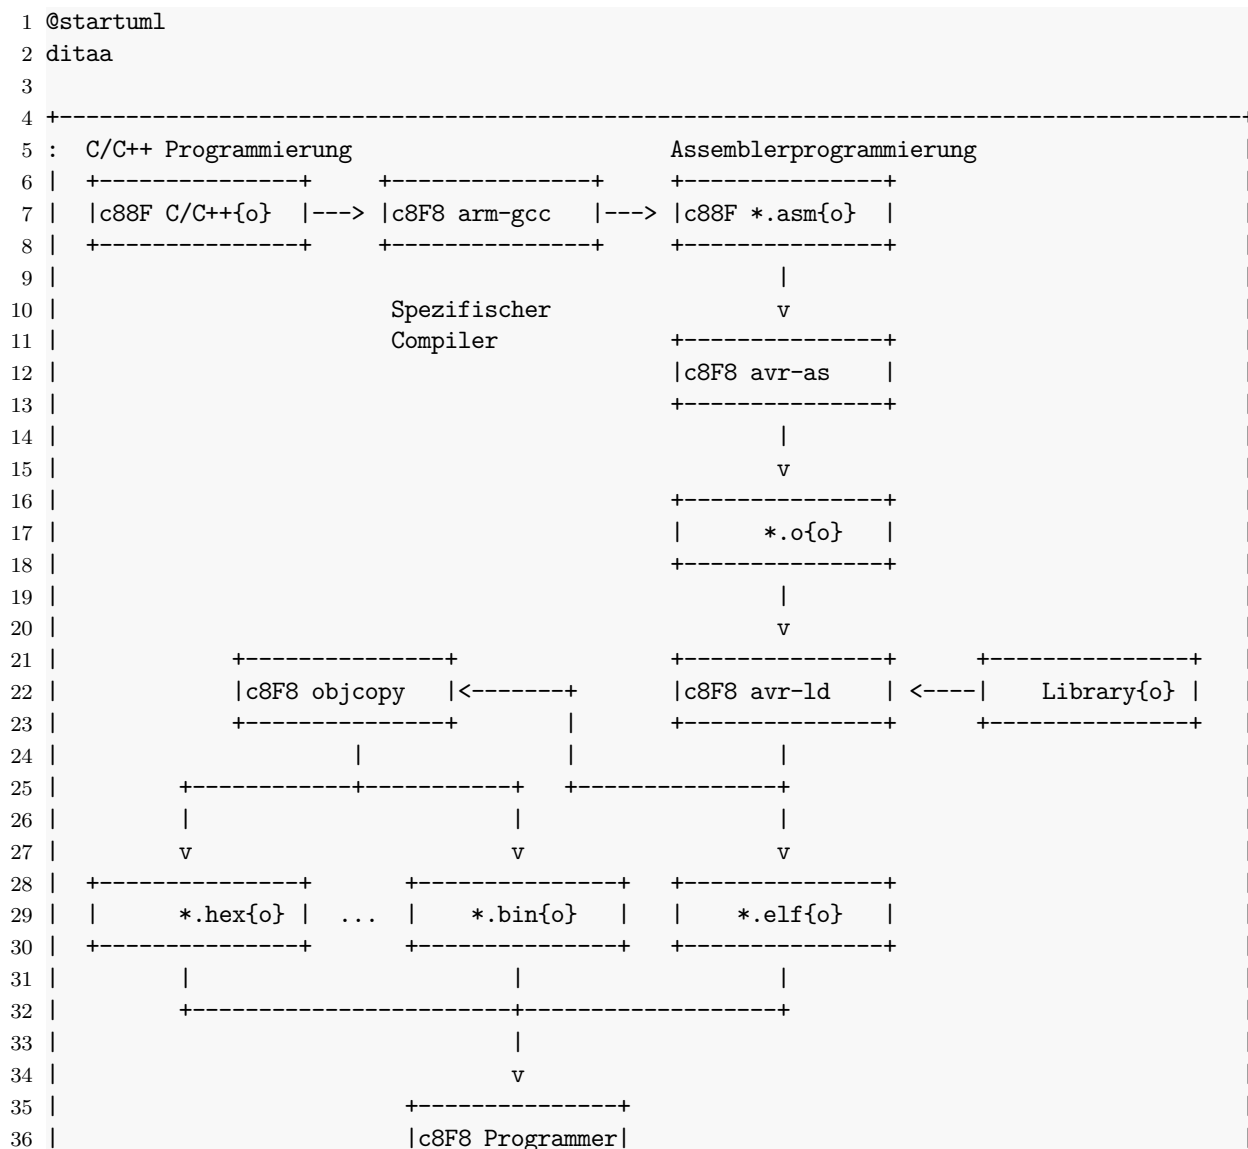 1 @startuml
2 ditaa
3
4 +-----------------------------------------------------------------------------------------+
5 :  C/C++ Programmierung                        Assemblerprogrammierung                    |
6 |  +---------------+     +---------------+     +---------------+                          |
7 |  |c88F C/C++{o}  |---> |c8F8 arm-gcc   |---> |c88F *.asm{o}  |                          |
8 |  +---------------+     +---------------+     +---------------+                          |
9 |                                                      |                                  |
10 |                         Spezifischer                 v                                  |
11 |                         Compiler             +---------------+                          |
12 |                                              |c8F8 avr-as    |                          |
13 |                                              +---------------+                          |
14 |                                                      |                                  |
15 |                                                      v                                  |
16 |                                              +---------------+                          |
17 |                                              |      *.o{o}   |                          |
18 |                                              +---------------+                          |
19 |                                                      |                                  |
20 |                                                      v                                  |
21 |             +---------------+                +---------------+      +---------------+   |
22 |             |c8F8 objcopy   |<-------+       |c8F8 avr-ld    | <----|    Library{o} |   |
23 |             +---------------+        |       +---------------+      +---------------+   |
24 |                      |               |               |                                  |
25 |         +------------+-----------+   +---------------+                                  |
26 |         |                        |                   |                                  |
27 |         v                        v                   v                                  |
28 |  +---------------+       +---------------+   +---------------+                          |
29 |  |      *.hex{o} |  ...  |    *.bin{o}   |   |    *.elf{o}   |                          |
30 |  +---------------+       +---------------+   +---------------+                          |
31 |         |                        |                   |                                  |
32 |         +------------------------+-------------------+                                  |
33 |                                  |                                                      |
34 |                                  v                                                      |
35 |                          +---------------+                                              |
36 |                          |c8F8 Programmer|                                              |